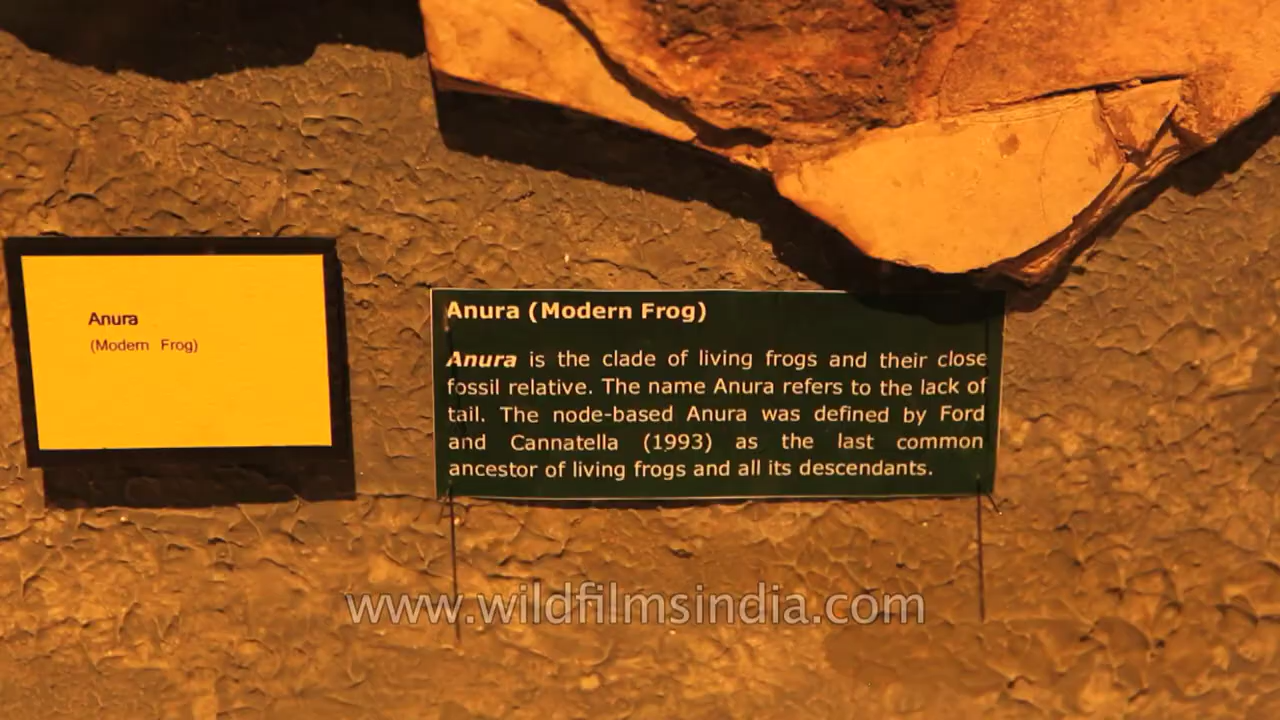 Anura
(Modern Frog)
Anura (Modern Frog)
Anura is the clade of living frogs and their close
fossil relative. The name Anura refers to the lack of
tail. The node-based Anura was defined by Ford
and Cannatella (1993) as the last common
ancestor of living frogs and all its descendants.
www.wildfilmsindia.com